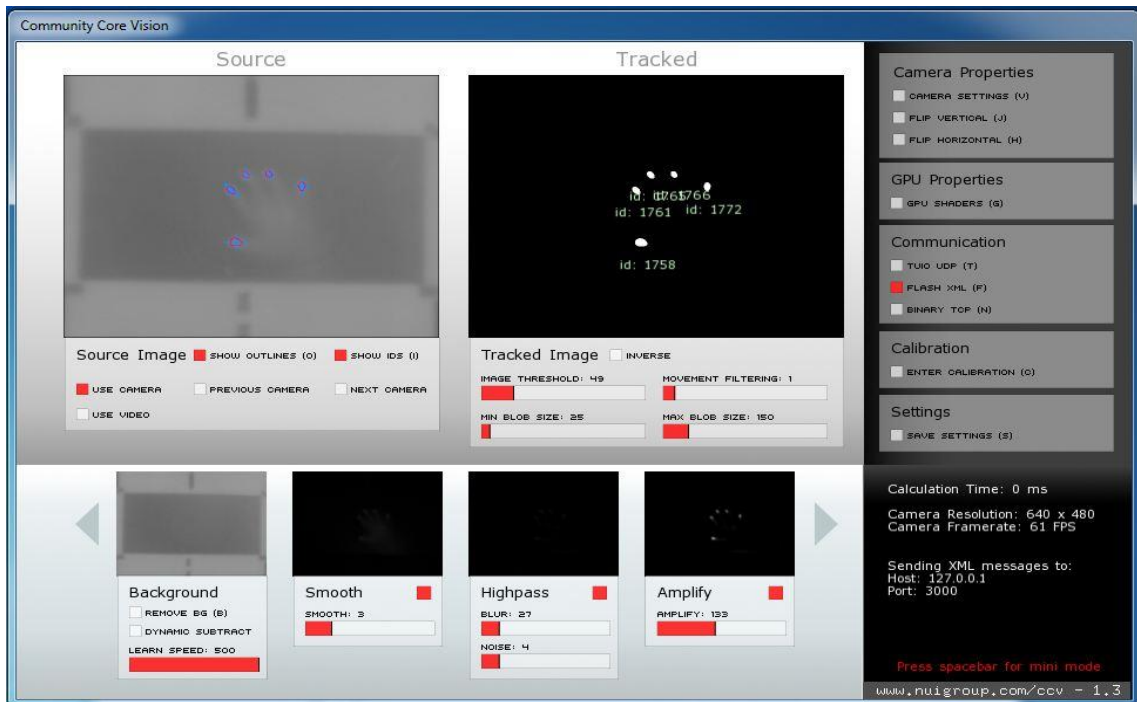 Community Core Vision
Source
Tracked
id: 1766
id: 1761
id: 1772
id: 1758
Source Image
SHOW OUTLINES (O)
SHOW IDS (I)
USE CAMERA
PREVIOUS CAMERA
NEXT CAMERA
USE VIDEO
Tracked Image
INVERSE
IMAGE THRESHOLD: 49
MOVEMENT FILTERING: 1
MIN BLOB SIZE: 25
MAX BLOB SIZE: 150
Camera Properties
CAMERA SETTINGS (V)
FLIP VERTICAL (J)
FLIP HORIZONTAL (H)
GPU Properties
GPU SHADERS (G)
Communication
TUIO UDP (T)
FLASH XML (F)
BINARY TCP (N)
Calibration
ENTER CALIBRATION (C)
Settings
SAVE SETTINGS (S)
Background
REMOVE BG (B)
DYNAMIC SUBTRACT
LEARN SPEED: 500
Smooth
SMOOTH: 3
Highpass
BLUR: 27
NOISE: 4
Amplify
AMPLIFY: 133
Calculation Time: 0 ms
Camera Resolution: 640 x 480
Camera Framerate: 61 FPS
Sending XML messages to:
Host: 127.0.0.1
Port: 3000
Press spacebar for mini mode
www.nuigroup.com/ccv - 1.3